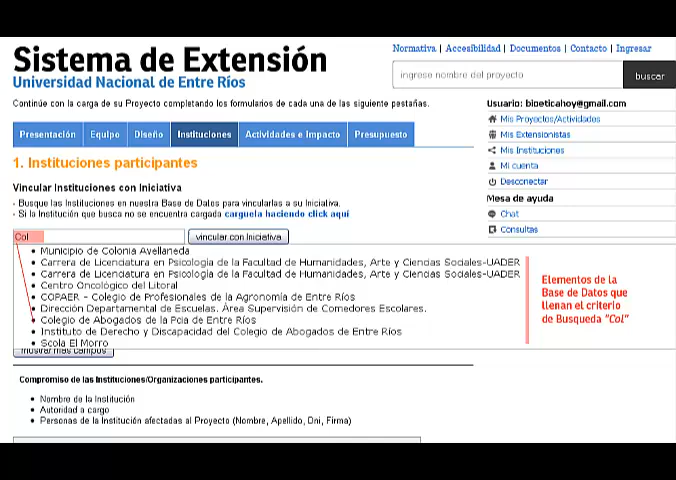 Sistema de Extensión
Universidad Nacional de Entre Ríos
Normativa | Accesibilidad | Documentos | Contacto | Ingresar
ingrese nombre del proyecto
buscar
Continúe con la carga de su Proyecto completando los formularios de cada una de las siguiente pestañas.
Presentación Equipo Diseño Instituciones Actividades e Impacto Presupuesto
1. Instituciones participantes
Vincular Instituciones con Iniciativa
- Busque las Instituciones en nuestra Base de Datos para vincularlas a su Iniciativa.
- Si la Institución que busca no se encuentra cargada carguela haciendo click aquí
Col
vincular con Iniciativa
• Municipio de Colonia Avellaneda
• Carrera de Licenciatura en Psicología de la Facultad de Humanidades, Arte y Ciencias Sociales-UADER
• Carrera de Licenciatura en Psicología de la Facultad de Humanidades, Arte y Ciencias Sociales-UADER
• Centro Oncológico del Litoral
• COPAER - Colegio de Profesionales de la Agronomía de Entre Ríos
• Dirección Departamental de Escuelas. Área Supervisión de Comedores Escolares.
• Colegio de Abogados de la Pcia de Entre Ríos
• Instituto de Derecho y Discapacidad del Colegio de Abogados de Entre Ríos
• Scola El Morro
mostrar más campos
Compromiso de las Instituciones/Organizaciones participantes.
• Nombre de la Institución
• Autoridad a cargo
• Personas de la Institución afectadas al Proyecto (Nombre, Apellido, Dni, Firma)
Usuario: bioeticahoy@gmail.com
Mis Proyectos/Actividades
Mis Extensionistas
Mis Instituciones
Mi cuenta
Desconectar
Mesa de ayuda
Chat
Consultas
Elementos de la
Base de Datos que
llenan el criterio
de Busqueda "Col"